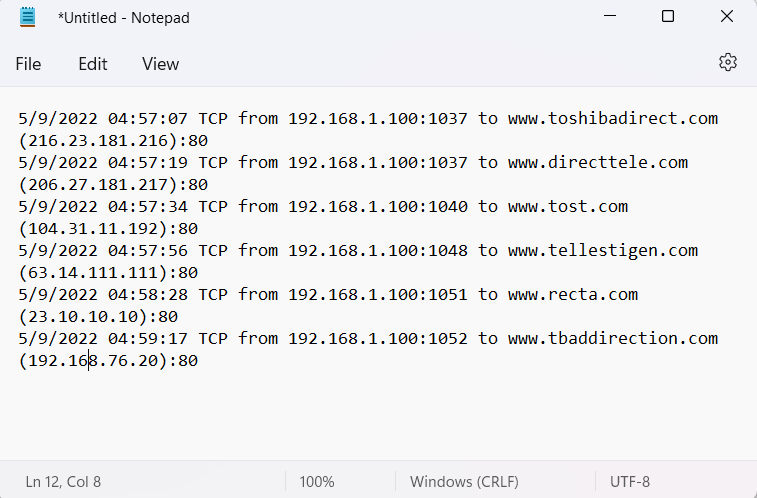 *Untitled - Notepad
File Edit View
5/9/2022 04:57:07 TCP from 192.168.1.100:1037 to www.toshibadirect.com
(216.23.181.216):80
5/9/2022 04:57:19 TCP from 192.168.1.100:1037 to www.directtele.com
(206.27.181.217):80
5/9/2022 04:57:34 TCP from 192.168.1.100:1040 to www.tost.com
(104.31.11.192):80
5/9/2022 04:57:56 TCP from 192.168.1.100:1048 to www.tellestigen.com
(63.14.111.111):80
5/9/2022 04:58:28 TCP from 192.168.1.100:1051 to www.recta.com
(23.10.10.10):80
5/9/2022 04:59:17 TCP from 192.168.1.100:1052 to www.tbaddirection.com
(192.168.76.20):80
Ln 12, Col 8 100% Windows (CRLF) UTF-8